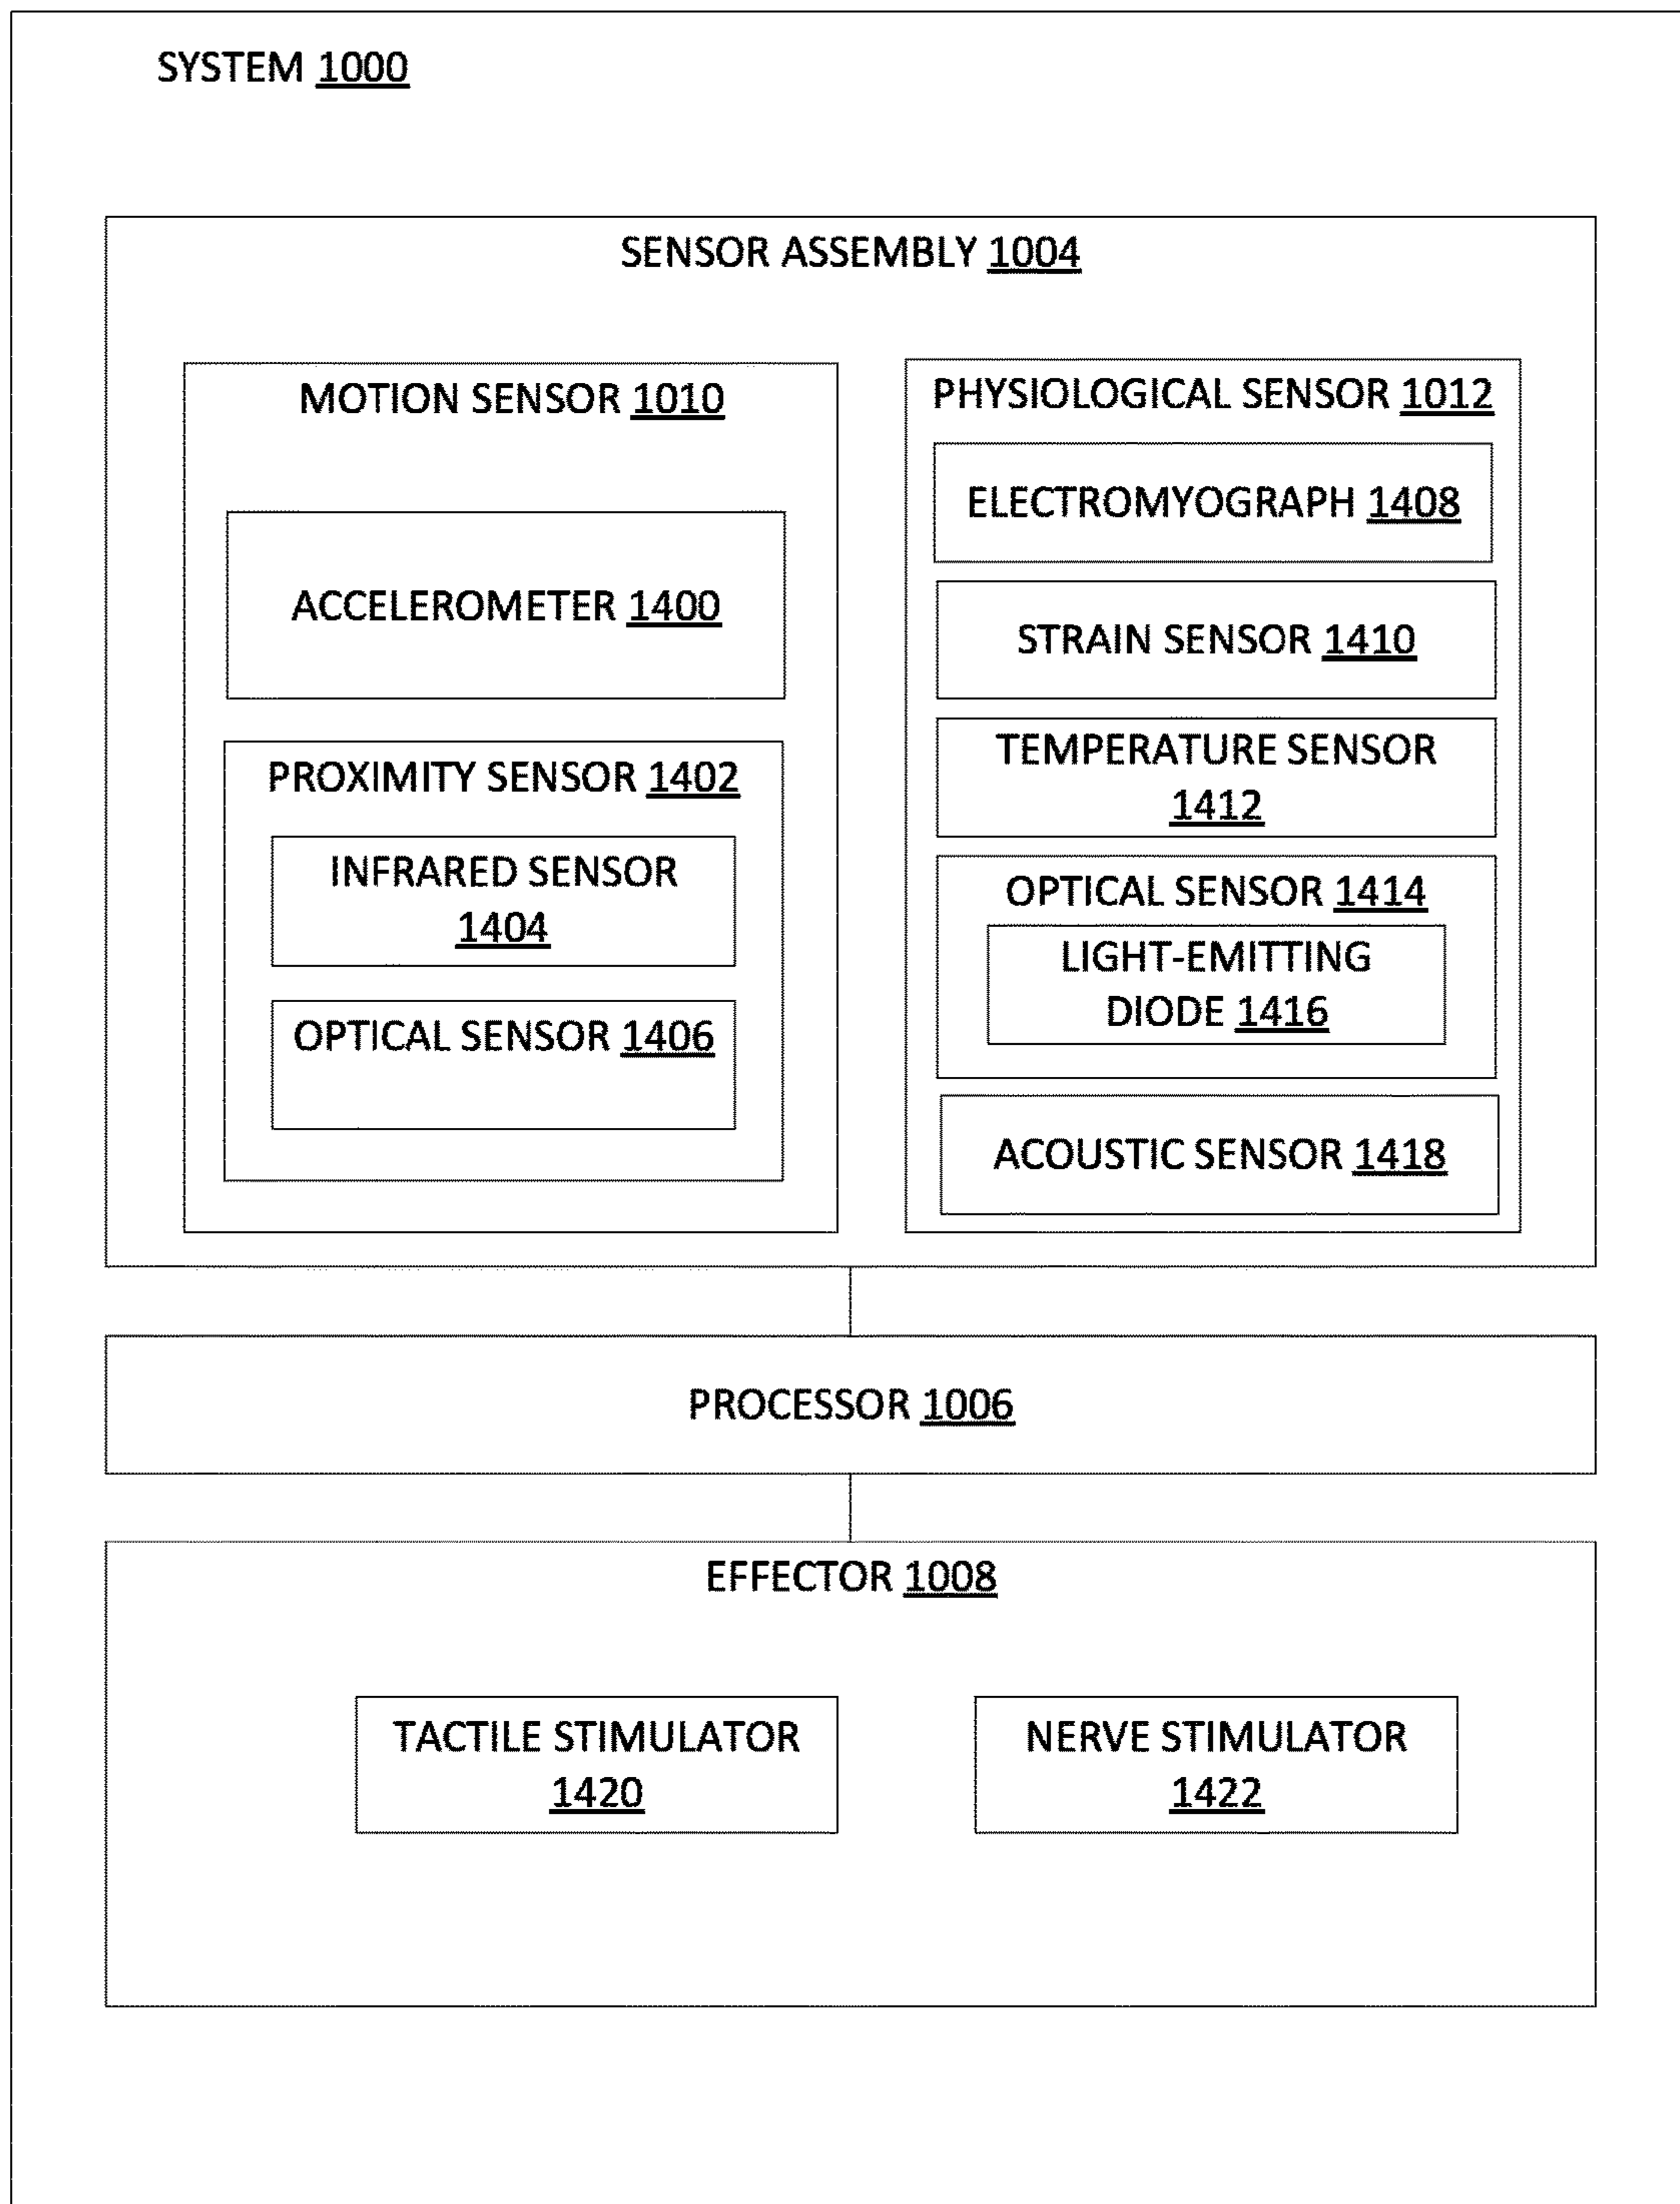 SYSTEM 1000
SENSOR ASSEMBLY 1004
MOTION SENSOR 1010
ACCELEROMETER 1400
PROXIMITY SENSOR 1402
INFRARED SENSOR
1404
OPTICAL SENSOR 1406
PHYSIOLOGICAL SENSOR 1012
ELECTROMYOGRAPH 1408
STRAIN SENSOR 1410
TEMPERATURE SENSOR
1412
OPTICAL SENSOR 1414
LIGHT-EMITTING
DIODE 1416
ACOUSTIC SENSOR 1418
PROCESSOR 1006
EFFECTOR 1008
TACTILE STIMULATOR
1420
NERVE STIMULATOR
1422